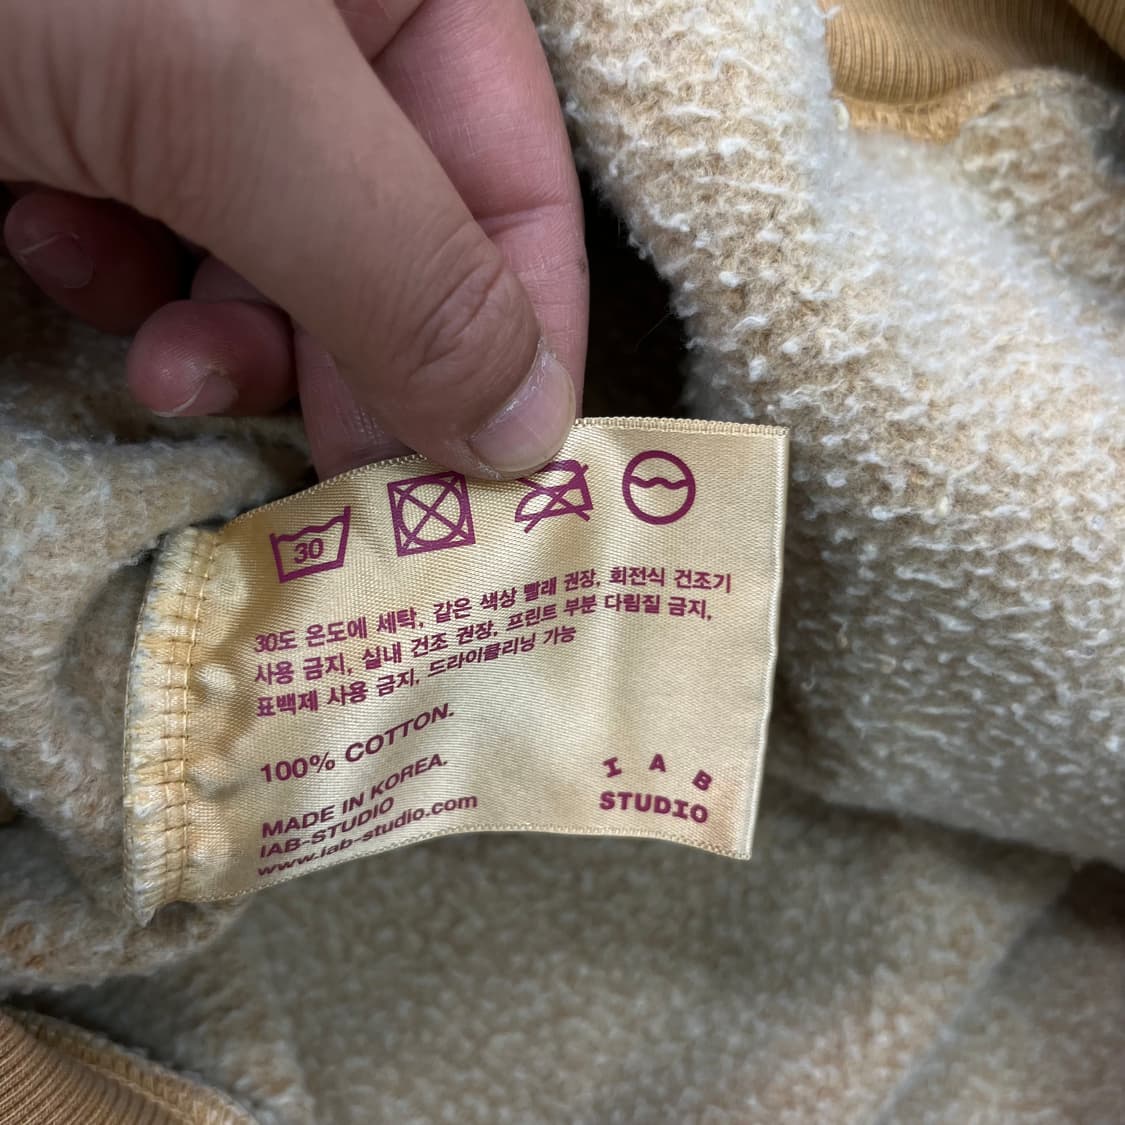 30
30도 온도에 세탁, 같은 색상 빨래 권장, 회전식 건조기
사용 금지, 실내 건조 권장, 프린트 부분 다림질 금지,
표백제 사용 금지, 드라이클리닝 가능
100% COTTON.
MADE IN KOREA.
IAB-STUDIO
www.iab-studio.com
IAB
STUDIO